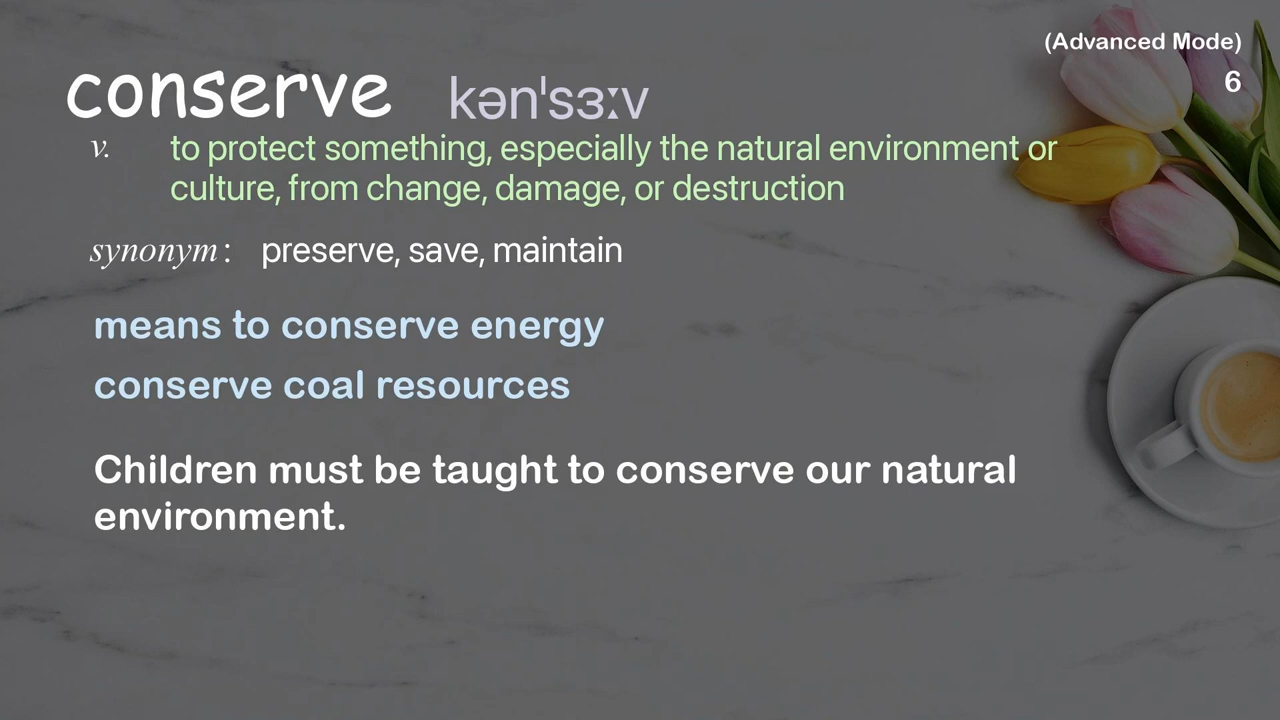 (Advanced Mode)
6
conserve kən'sɜːv
v. to protect something, especially the natural environment or
culture, from change, damage, or destruction
synonym: preserve, save, maintain
means to conserve energy
conserve coal resources
Children must be taught to conserve our natural
environment.